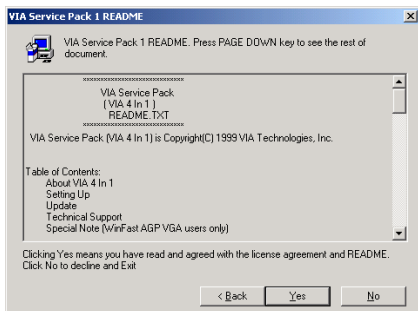 VIA Service Pack 1 README
VIA Service Pack 1 README. Press PAGE DOWN key to see the rest of
document.
****************************
VIA Service Pack
( VIA 4 In 1 )
README.TXT
****************************
VIA Service Pack (VIA 4 In 1) is Copyright(C) 1999 VIA Technologies, Inc.
Table of Contents:
About VIA 4 In 1
Setting Up
Update
Technical Support
Special Note (WinFast AGP VGA users only)
Clicking Yes means you have read and agreed with the license agreement and README.
Click No to decline and Exit
< Back
Yes
No